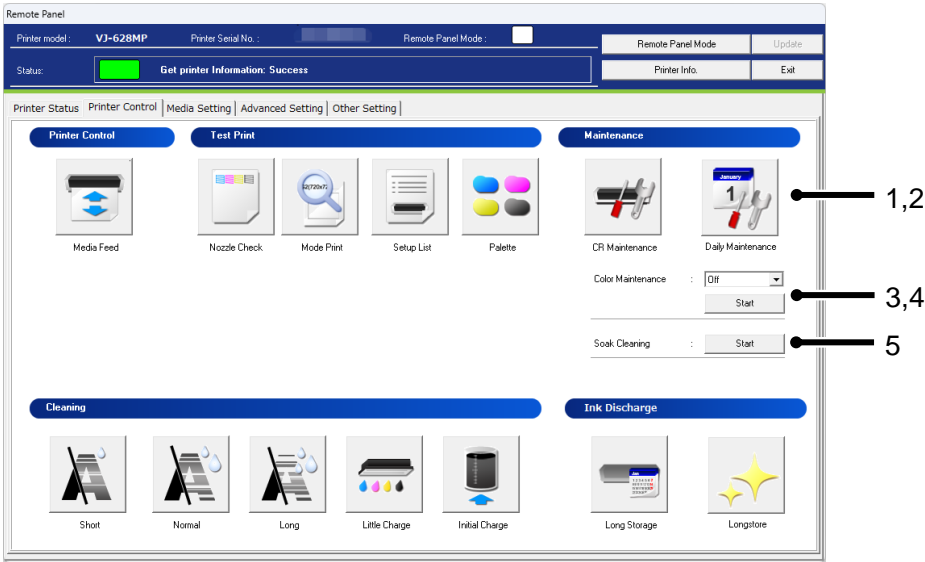 Remote Panel
Printer model : VJ-628MP Printer Serial No. : Remote Panel Mode :
Remote Panel Mode Update
Status: Get printer Information: Success
Printer Info. Exit
Printer Status Printer Control Media Setting Advanced Setting Other Setting
Printer Control Test Print Maintenance
January
1
1,2
Media Feed Nozzle Check Mode Print Setup List Palette CR Maintenance Daily Maintenance
Color Maintenance : Off
Start
3,4
Soak Cleaning : Start
5
Cleaning Ink Discharge
Short Normal Long Little Charge Initial Charge Long Storage Longstore